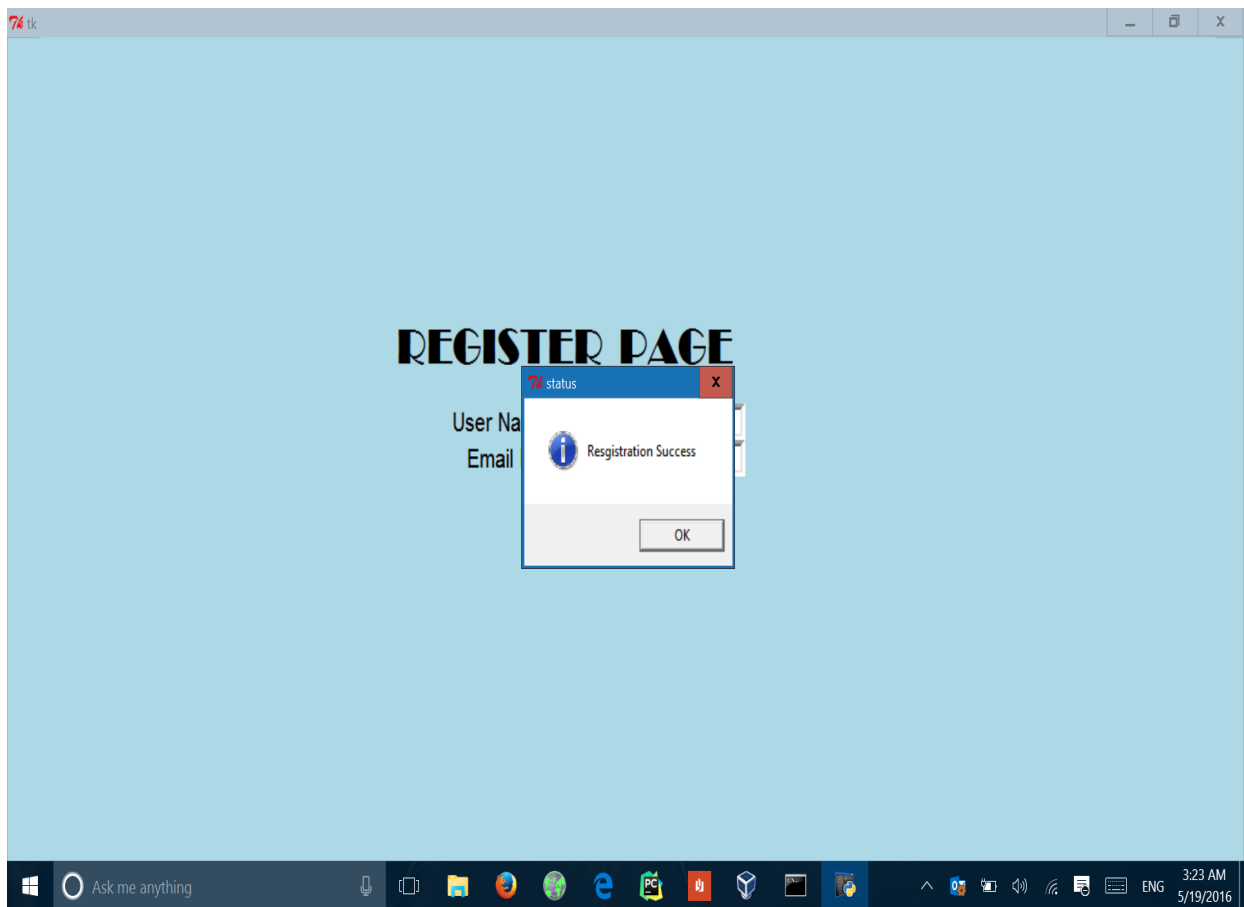 tk
REGISTER PAGE
status
X
User Na
Resgistration Success
Email
OK
Ask me anything
PC
ENG
3:23 AM
5/19/2016